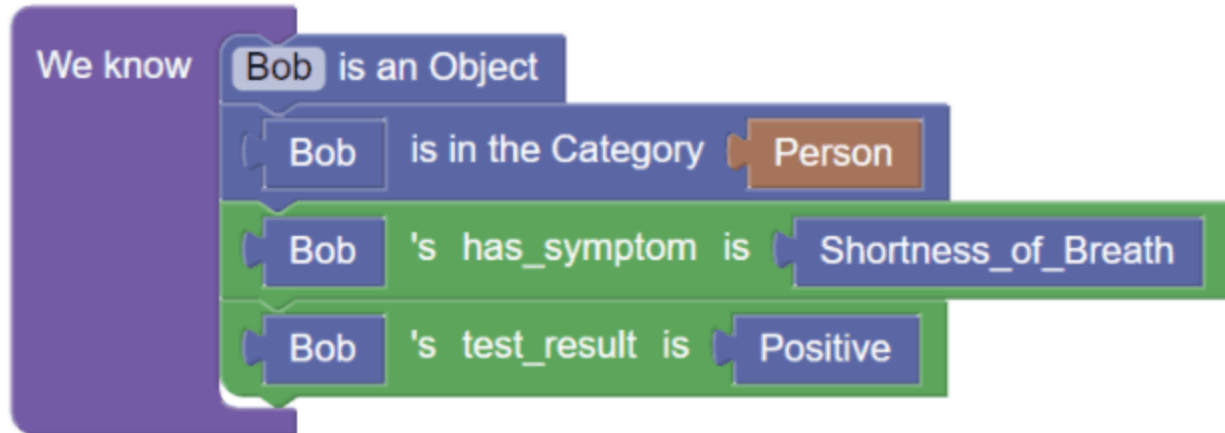 We know Bob is an Object
Bob is in the Category Person
Bob 's has_symptom is Shortness_of_Breath
Bob 's test_result is Positive